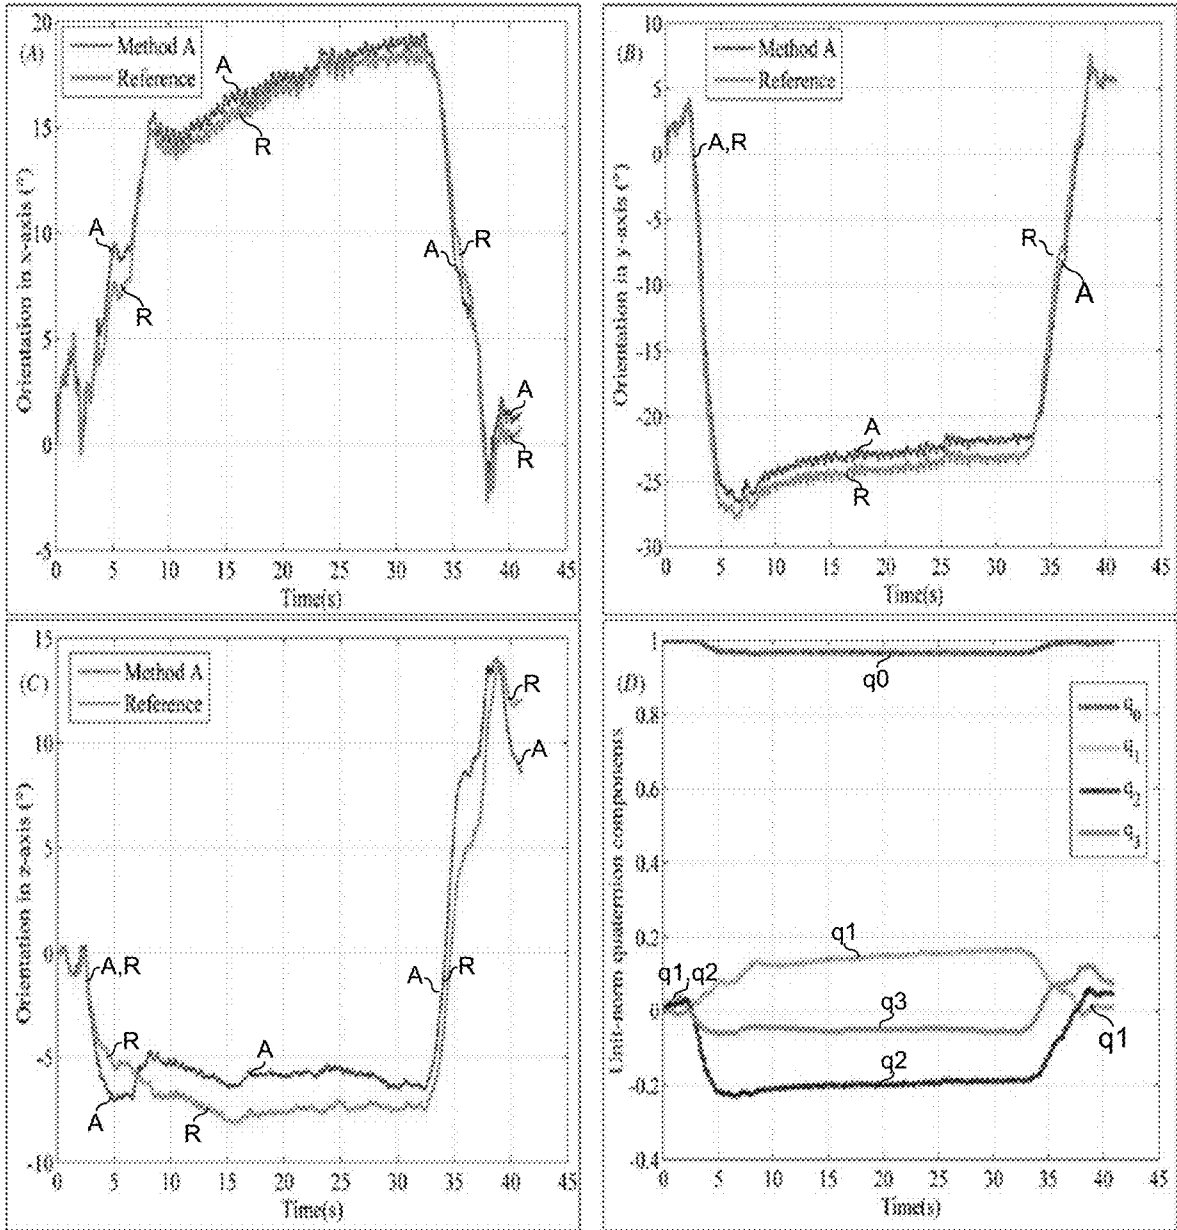 (A)
Method A
Reference
A
R
A
R
A
R
A
R
Orientation in x-axis (°)
20
15
10
5
0
-5
0 5 10 15 20 25 30 35 40 45
Time(s)
(B)
Method A
Reference
A,R
R
A
A
R
Orientation in y-axis (°)
10
5
0
-5
-10
-15
-20
-25
-30
0 5 10 15 20 25 30 35 40 45
Time(s)
(C)
Method A
Reference
R
A
A,R
A
R
R
A
A
R
Orientation in z-axis (°)
15
10
5
0
-5
-10
0 5 10 15 20 25 30 35 40 45
Time(s)
(D)
q0
q1
q2
q3
q0
q1
q1,q2
q3
q1
q2
Unit-norm quaternion components
1
0.8
0.6
0.4
0.2
0
-0.2
-0.4
0 5 10 15 20 25 30 35 40 45
Time(s)